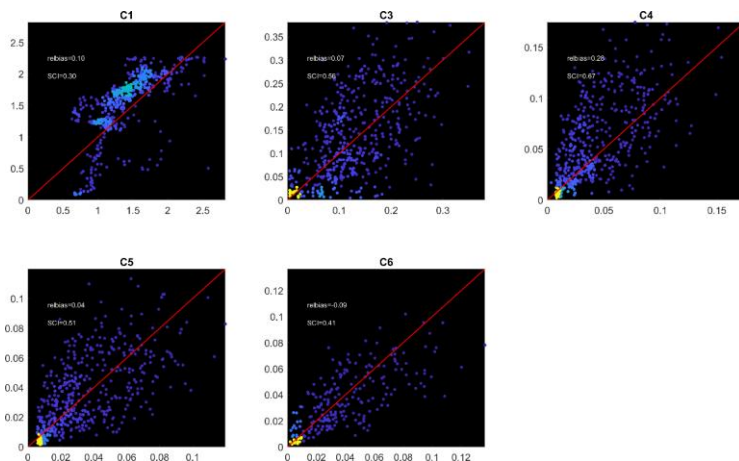 C1
relbias=0.10
SCI=0.30
2.5
2
1.5
1
0.5
0
0 0.5 1 1.5 2 2.5
C3
relbias=0.07
SCI=0.56
0.35
0.3
0.25
0.2
0.15
0.1
0.05
0
0 0.1 0.2 0.3
C4
relbias=0.28
SCI=0.67
0.15
0.1
0.05
0
0 0.05 0.1 0.15
C5
relbias=0.04
SCI=0.51
0.1
0.08
0.06
0.04
0.02
0
0 0.02 0.04 0.06 0.08 0.1
C6
relbias=-0.09
SCI=0.41
0.12
0.1
0.08
0.06
0.04
0.02
0
0 0.02 0.04 0.06 0.08 0.1 0.12